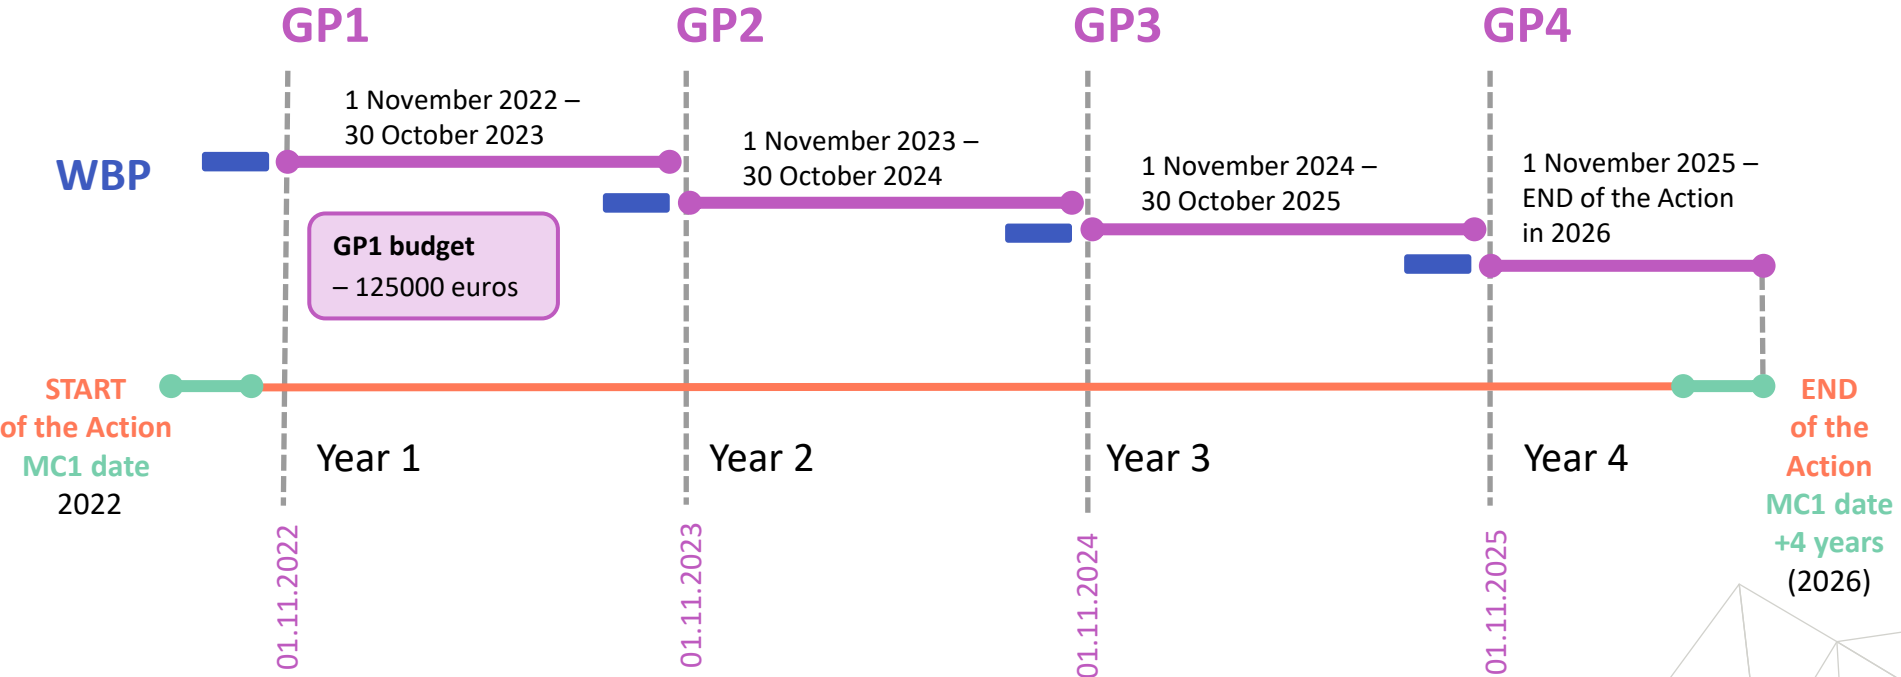 GP1
GP2
GP3
GP4
WBP
1 November 2022 –
30 October 2023
1 November 2023 –
30 October 2024
1 November 2024 –
30 October 2025
1 November 2025 –
END of the Action
in 2026
GP1 budget
– 125000 euros
START
of the Action
MC1 date
2022
Year 1
Year 2
Year 3
Year 4
END
of the
Action
MC1 date
+4 years
(2026)
01.11.2022
01.11.2023
01.11.2024
01.11.2025